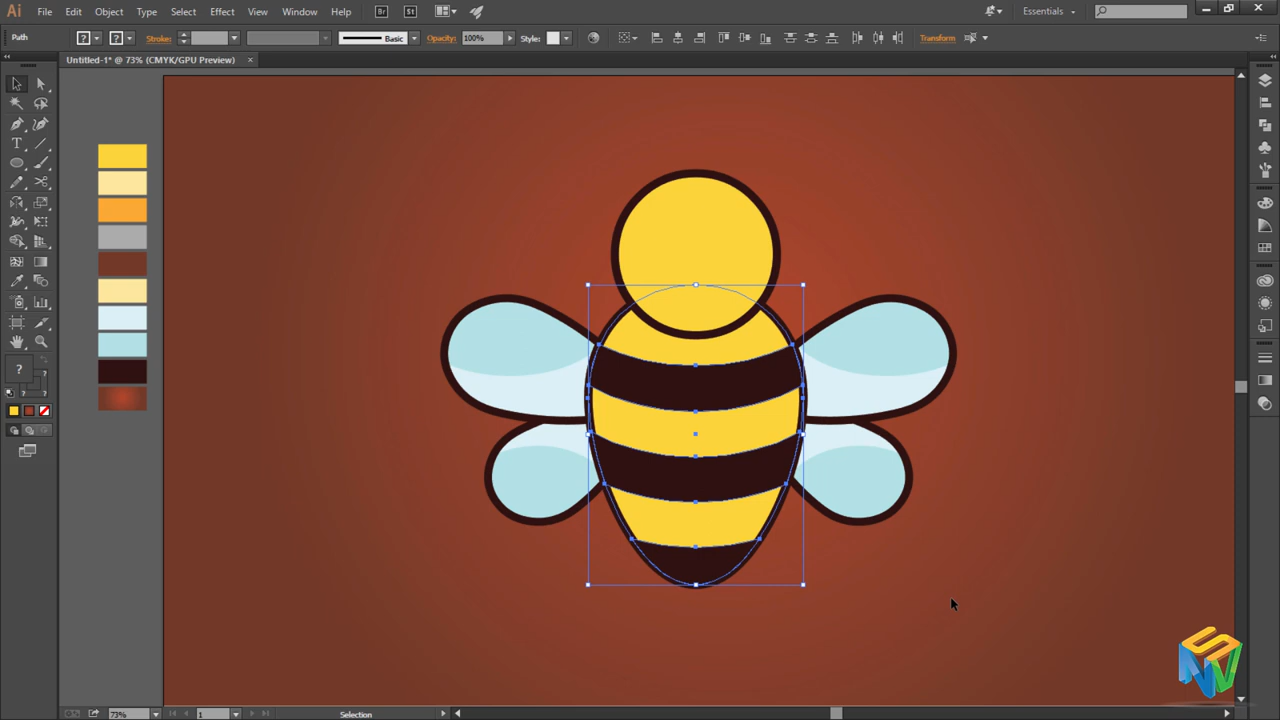 Ai File Edit Object Type Select Effect View Window Help Br St Essentials
Path ? ? Stroke: Basic Opacity: 100% Style: Transform
Untitled-1* @ 73% (CMYK/GPU Preview) ×
T
?
?
? ?
73% 1 Selection